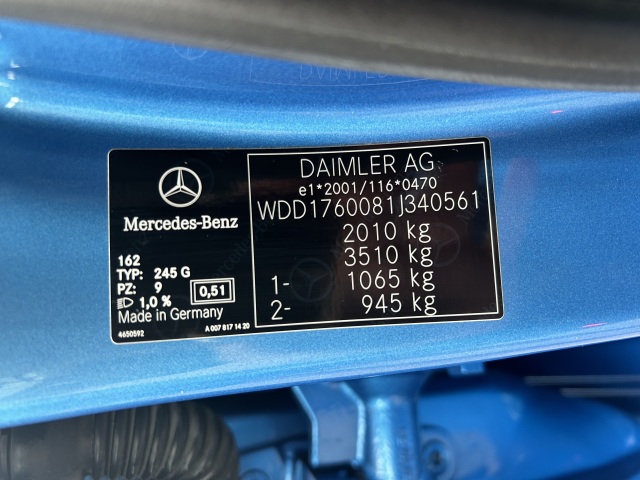 Mercedes-Benz
162
TYP: 245 G
PZ: 9
1,0 %
0,51
Made in Germany
4650592
A 007 817 14 20
DAIMLER AG
e1*2001/116*0470
WDD1760081J340561
2010 kg
3510 kg
1- 1065 kg
2- 945 kg